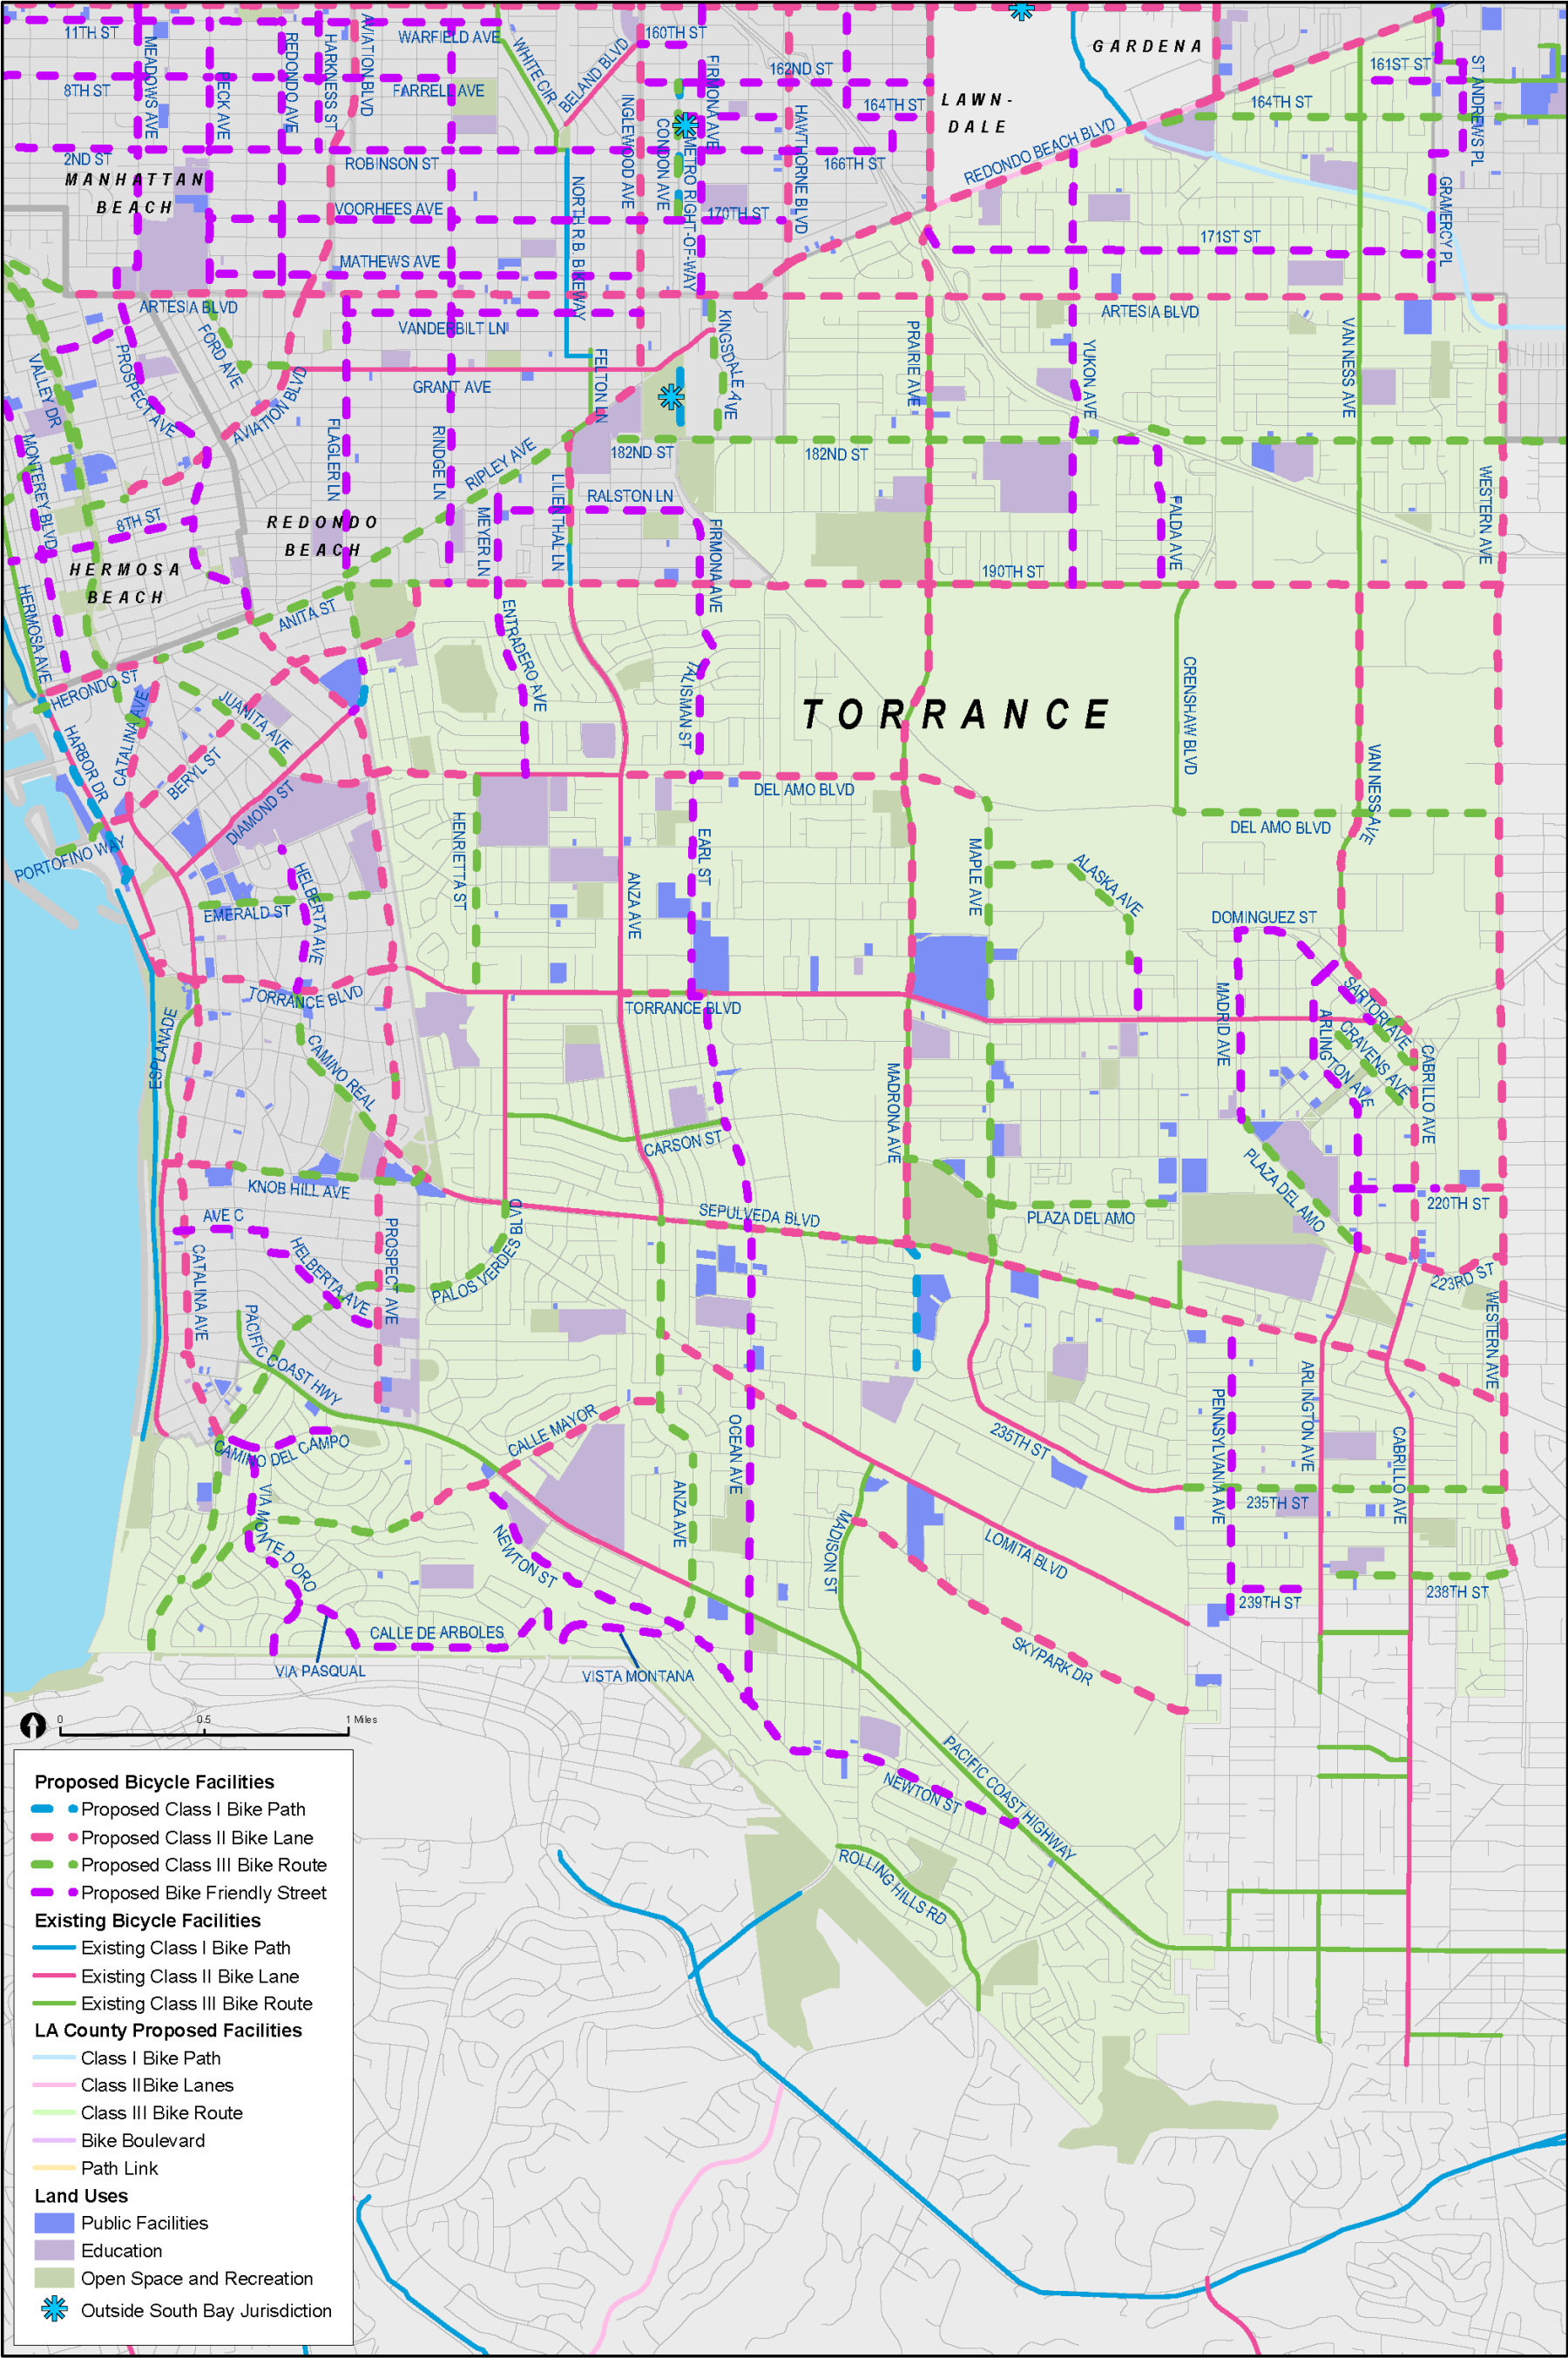 11TH ST
MEADOWS AVE
PECK AVE
REDONDO AVE
HARKNESS ST
AVIATION BLVD
WARFIELD AVE
WHITE CIR
BELAND BLVD
160TH ST
FIRMONA AVE
162ND ST
GARDENA
161ST ST
ST ANDREWS PL
8TH ST
FARRELL AVE
INGLEWOOD AVE
CONDON AVE
HAWTHORNE BLVD
164TH ST
LAWN-
DALE
164TH ST
2ND ST
ROBINSON ST
METRO RIGHT-OF-WAY
166TH ST
REDONDO BEACH BLVD
MANHATTAN
BEACH
VOORHEES AVE
NORTH R B BIKEWAY
170TH ST
171ST ST
GRAMERCY PL
MATHEWS AVE
ARTESIA BLVD
VANDERBILT LN
ARTESIA BLVD
FORD AVE
KINGSDALE AVE
PRAIRIE AVE
YUKON AVE
VAN NESS AVE
VALLEY DR
PROSPECT AVE
AVIATION BLVD
GRANT AVE
FELTON LN
MONTEREY BLVD
FLAGLER LN
RINDGE LN
RIPLEY AVE
182ND ST
182ND ST
LILIENTHAL LN
RALSTON LN
WESTERN AVE
8TH ST
REDONDO
BEACH
MEYER LN
FIRMONA AVE
FALDA AVE
HERMOSA
BEACH
190TH ST
HERMOSA AVE
ANITA ST
ENTRADERO AVE
TALISMAN ST
CRENSHAW BLVD
HERONDO ST
CATALINA AVE
JUANITA AVE
TORRANCE
HARBOR DR
BERYL ST
DEL AMO BLVD
VAN NESS AVE
PORTOFINO WAY
DIAMOND ST
HENRIETTA ST
EARL ST
MAPLE AVE
DEL AMO BLVD
ALASKA AVE
HELBERTA AVE
ANZA AVE
EMERALD ST
DOMINGUEZ ST
TORRANCE BLVD
TORRANCE BLVD
MADRID AVE
SARTORI AVE
ESPLANADE
CAMINO REAL
MADRONA AVE
ARLINGTON AVE
CRAVENS AVE
CABRILLO AVE
CARSON ST
KNOB HILL AVE
PLAZA DEL AMO
AVE C
SEPULVEDA BLVD
PLAZA DEL AMO
220TH ST
CATALINA AVE
HELBERTA AVE
PROSPECT AVE
PALOS VERDES BLVD
223RD ST
WESTERN AVE
PACIFIC COAST HWY
CAMINO DEL CAMPO
CALLE MAYOR
OCEAN AVE
235TH ST
PENNSYLVANIA AVE
ARLINGTON AVE
CABRILLO AVE
VIA MONTE D ORO
ANZA AVE
235TH ST
NEWTON ST
MADISON ST
LOMITA BLVD
238TH ST
239TH ST
CALLE DE ARBOLES
VIA PASQUAL
VISTA MONTANA
SKYPARK DR
0 0.5 1 Miles
PACIFIC COAST HIGHWAY
NEWTON ST
ROLLING HILLS RD
Proposed Bicycle Facilities
Proposed Class I Bike Path
Proposed Class II Bike Lane
Proposed Class III Bike Route
Proposed Bike Friendly Street
Existing Bicycle Facilities
Existing Class I Bike Path
Existing Class II Bike Lane
Existing Class III Bike Route
LA County Proposed Facilities
Class I Bike Path
Class IIBike Lanes
Class III Bike Route
Bike Boulevard
Path Link
Land Uses
Public Facilities
Education
Open Space and Recreation
Outside South Bay Jurisdiction